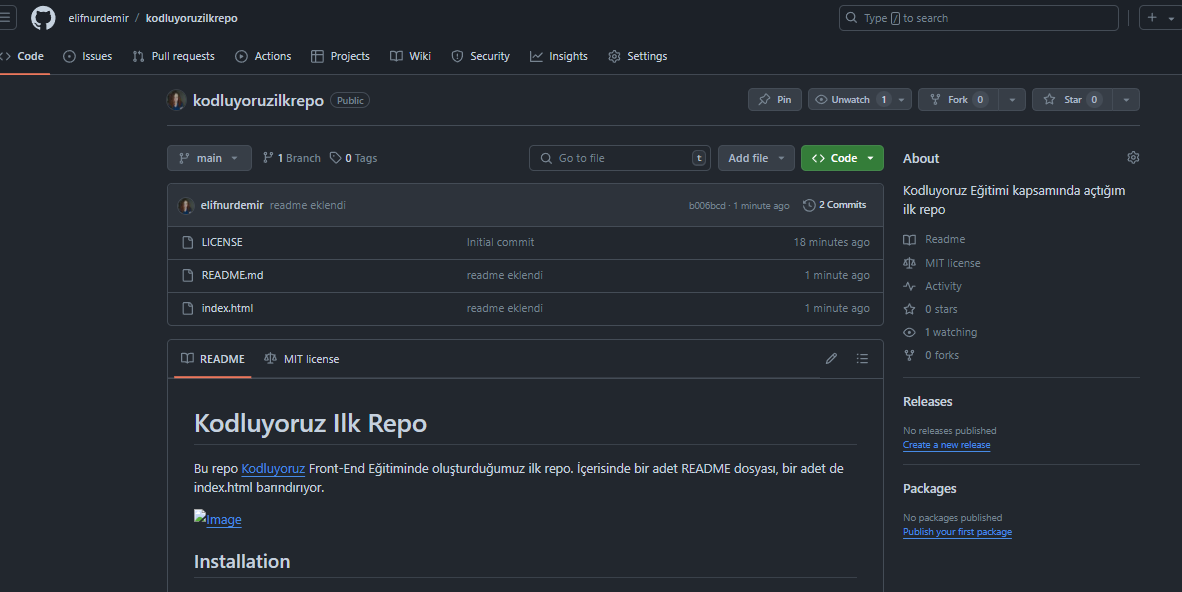 elifnurdemir / kodluyoruzilkrepo
Type / to search
Code Issues Pull requests Actions Projects Wiki Security Insights Settings
kodluyoruzilkrepo Public
Pin Unwatch 1 Fork 0 Star 0
main 1 Branch 0 Tags
Go to file t Add file Code
elifnurdemir readme eklendi b006bcd · 1 minute ago 2 Commits
LICENSE Initial commit 18 minutes ago
README.md readme eklendi 1 minute ago
index.html readme eklendi 1 minute ago
README MIT license
Kodluyoruz Ilk Repo
Bu repo Kodluyoruz Front-End Eğitiminde oluşturduğumuz ilk repo. İçerisinde bir adet README dosyası, bir adet de
index.html barındırıyor.
image
Installation
About
Kodluyoruz Eğitimi kapsamında açtığım
ilk repo
Readme
MIT license
Activity
0 stars
1 watching
0 forks
Releases
No releases published
Create a new release
Packages
No packages published
Publish your first package